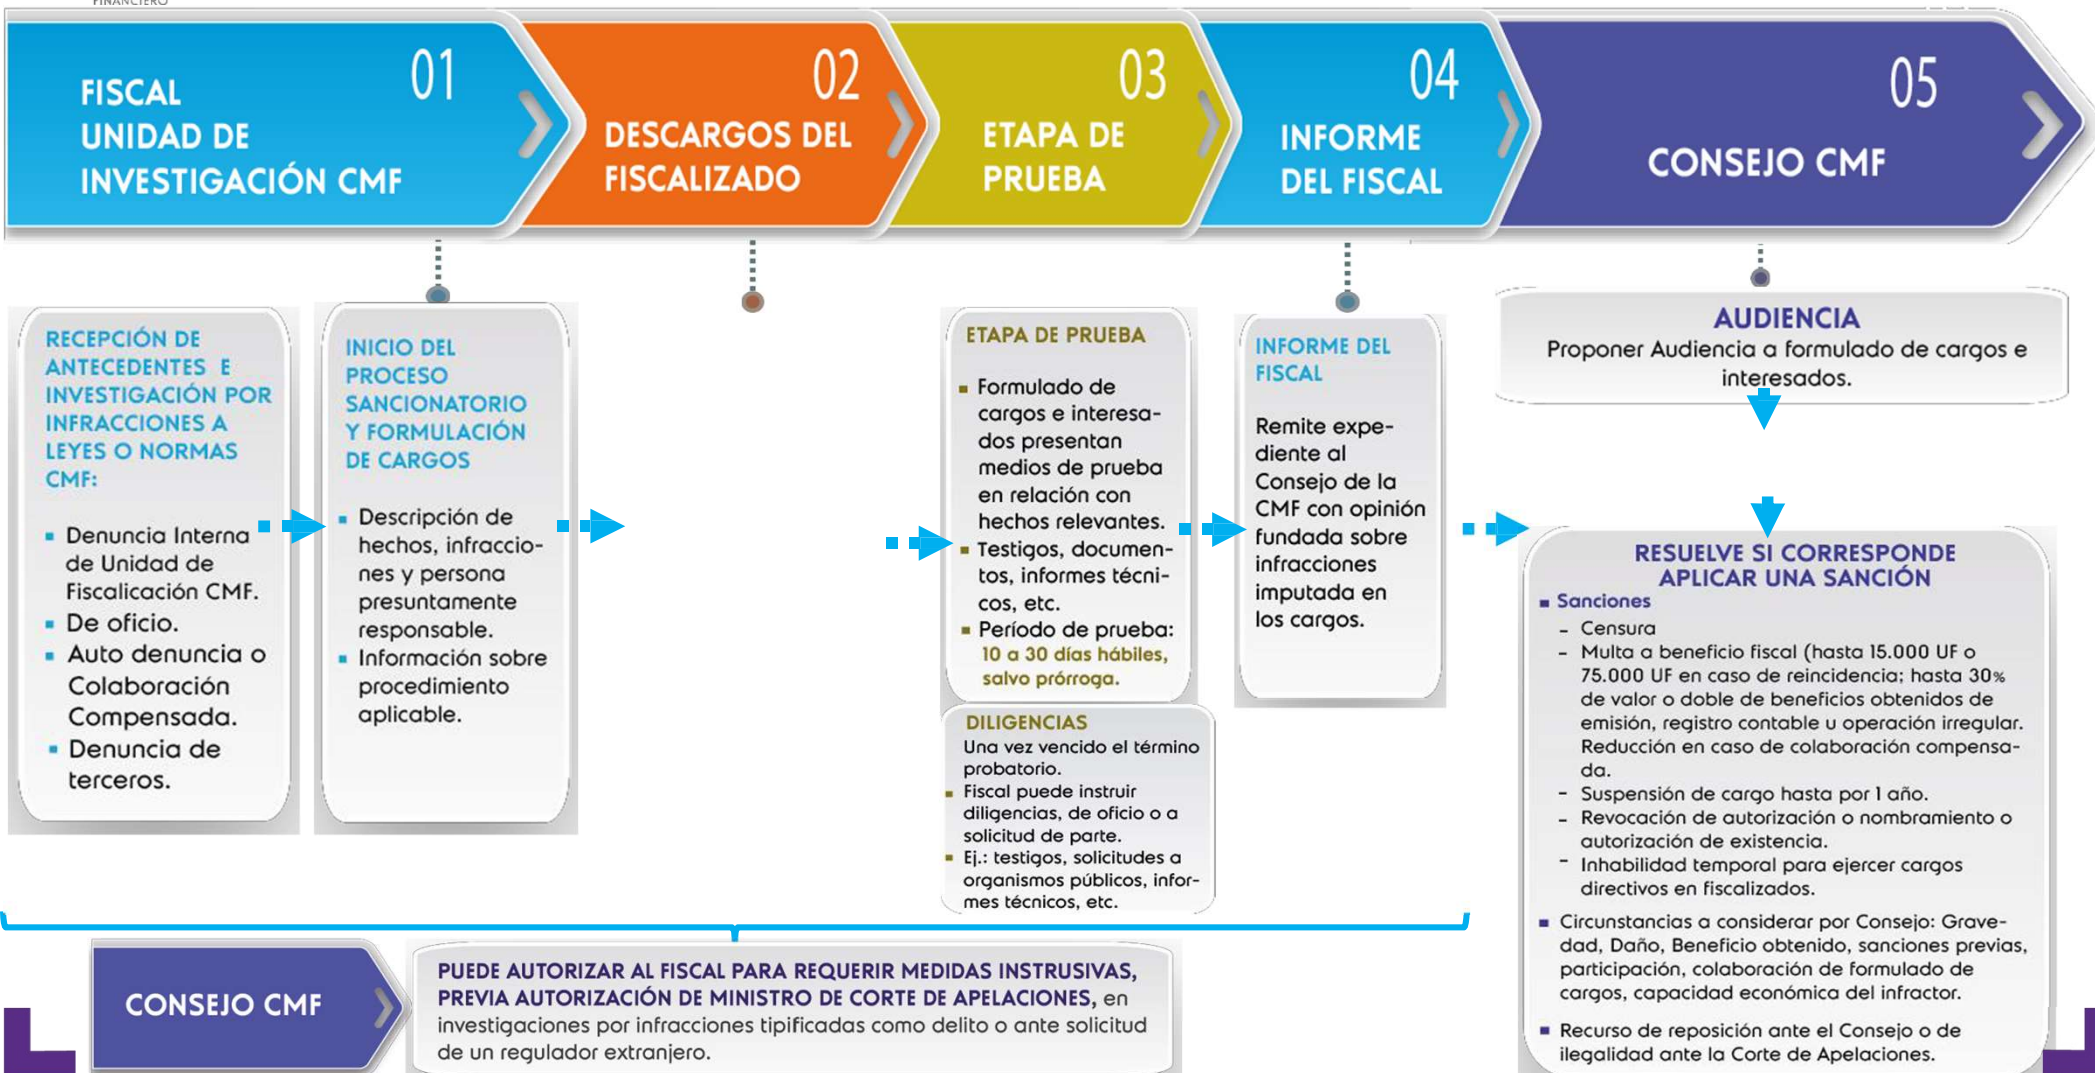 FINANCIERO
01
FISCAL
UNIDAD DE
INVESTIGACIÓN CMF
02
DESCARGOS DEL
FISCALIZADO
03
ETAPA DE
PRUEBA
04
INFORME
DEL FISCAL
05
CONSEJO CMF
RECEPCIÓN DE
ANTECEDENTES E
INVESTIGACIÓN POR
INFRACCIONES A
LEYES O NORMAS
CMF:
Denuncia Interna
de Unidad de
Fiscalicación CMF.
De oficio.
Auto denuncia o
Colaboración
Compensada.
Denuncia de
terceros.
INICIO DEL
PROCESO
SANCIONATORIO
Y FORMULACIÓN
DE CARGOS
Descripción de
hechos, infraccio-
nes y persona
presuntamente
responsable.
Información sobre
procedimiento
aplicable.
ETAPA DE PRUEBA
Formulado de
cargos e interesa-
dos presentan
medios de prueba
en relación con
hechos relevantes.
Testigos, documen-
tos, informes técni-
cos, etc.
Período de prueba:
10 a 30 días hábiles,
salvo prórroga.
DILIGENCIAS
Una vez vencido el término
probatorio.
Fiscal puede instruir
diligencias, de oficio o a
solicitud de parte.
Ej.: testigos, solicitudes a
organismos públicos, infor-
mes técnicos, etc.
INFORME DEL
FISCAL
Remite expe-
diente al
Consejo de la
CMF con opinión
fundada sobre
infracciones
imputada en
los cargos.
AUDIENCIA
Proponer Audiencia a formulado de cargos e
interesados.
RESUELVE SI CORRESPONDE
APLICAR UNA SANCIÓN
Sanciones
– Censura
– Multa a beneficio fiscal (hasta 15.000 UF o
75.000 UF en caso de reincidencia; hasta 30%
de valor o doble de beneficios obtenidos de
emisión, registro contable u operación irregular.
Reducción en caso de colaboración compensa-
da.
– Suspensión de cargo hasta por 1 año.
– Revocación de autorización o nombramiento o
autorización de existencia.
– Inhabilidad temporal para ejercer cargos
directivos en fiscalizados.
Circunstancias a considerar por Consejo: Grave-
dad, Daño, Beneficio obtenido, sanciones previas,
participación, colaboración de formulado de
cargos, capacidad económica del infractor.
Recurso de reposición ante el Consejo o de
ilegalidad ante la Corte de Apelaciones.
CONSEJO CMF
PUEDE AUTORIZAR AL FISCAL PARA REQUERIR MEDIDAS INSTRUSIVAS,
PREVIA AUTORIZACIÓN DE MINISTRO DE CORTE DE APELACIONES, en
investigaciones por infracciones tipificadas como delito o ante solicitud
de un regulador extranjero.